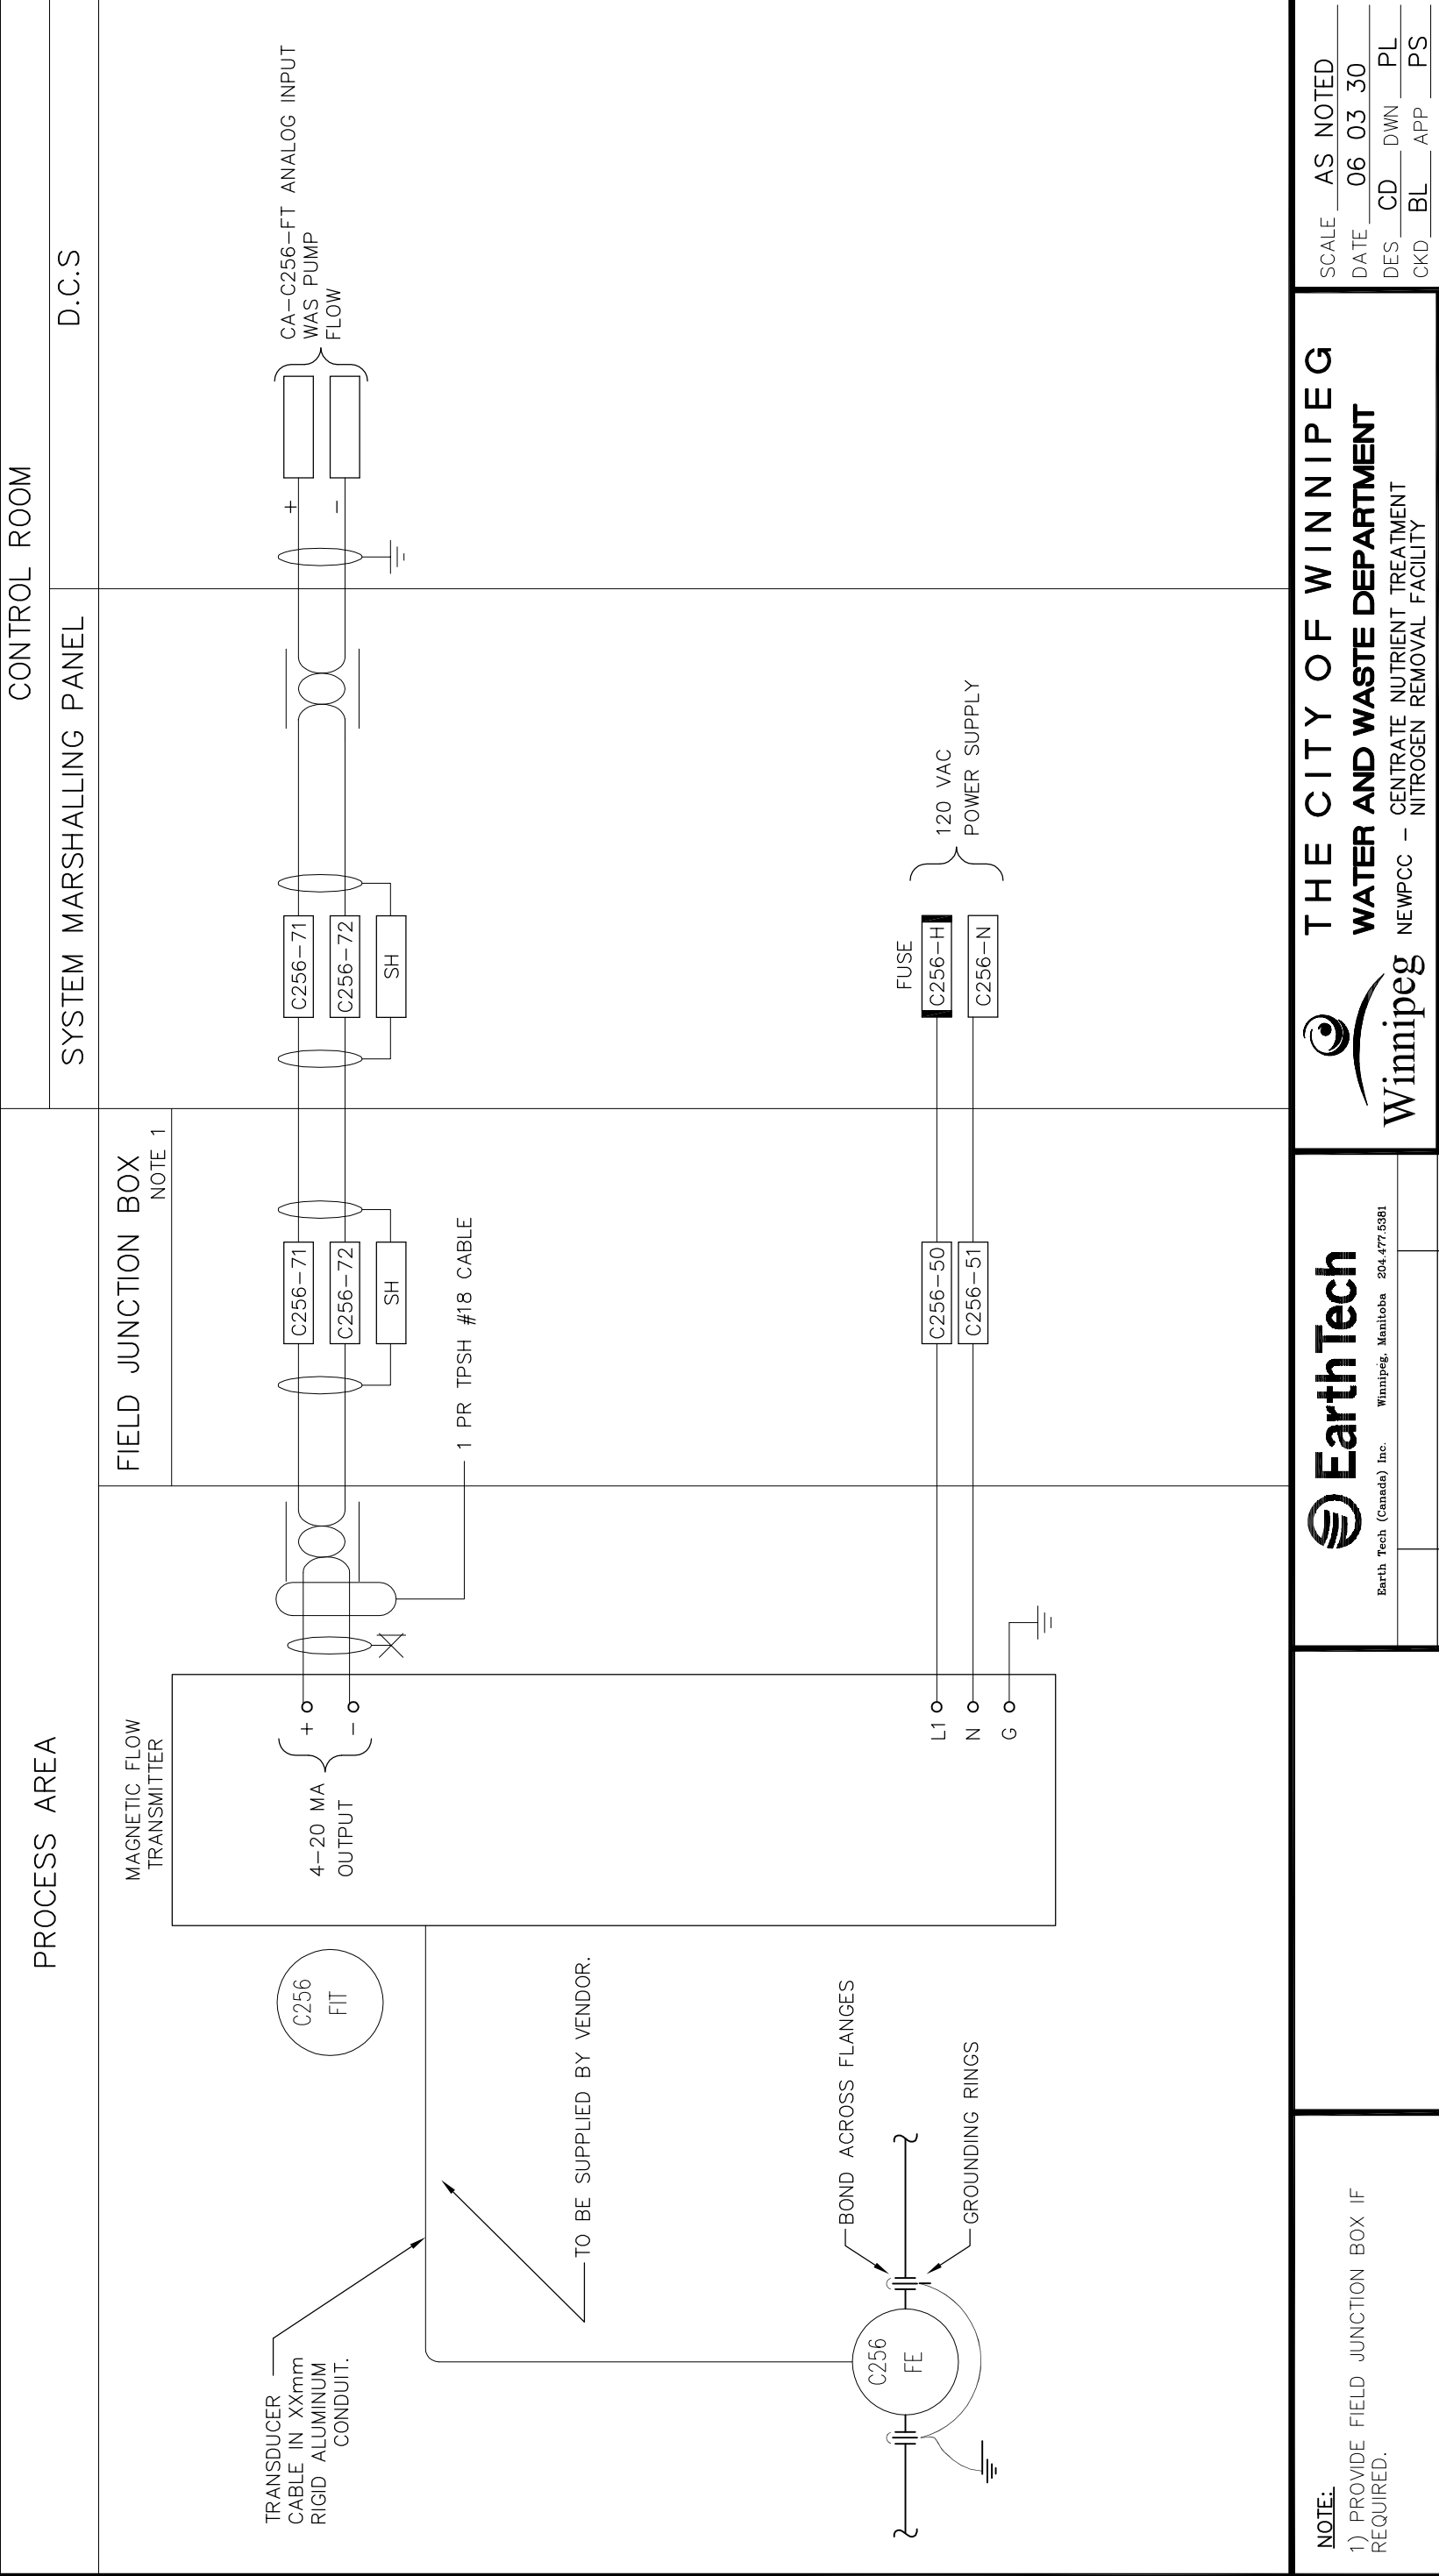 PROCESS AREA
CONTROL ROOM
FIELD JUNCTION BOX
NOTE 1
SYSTEM MARSHALLING PANEL
D.C.S
MAGNETIC FLOW
TRANSMITTER
TRANSDUCER
CABLE IN XXmm
RIGID ALUMINUM
CONDUIT.
C256
FIT
4-20 MA
OUTPUT
+
-
C256-71
C256-72
SH
1 PR TPSH #18 CABLE
C256-71
C256-72
SH
+
-
CA-C256-FT ANALOG INPUT
WAS PUMP
FLOW
TO BE SUPPLIED BY VENDOR.
BOND ACROSS FLANGES
GROUNDING RINGS
C256
FE
L1
N
G
C256-50
C256-51
FUSE
C256-H
C256-N
120 VAC
POWER SUPPLY
NOTE:
1) PROVIDE FIELD JUNCTION BOX IF
REQUIRED.
EarthTech
Earth Tech (Canada) Inc. Winnipeg, Manitoba 204.477.5381
Winnipeg
THE CITY OF WINNIPEG
WATER AND WASTE DEPARTMENT
NEWPCC - CENTRATE NUTRIENT TREATMENT
NITROGEN REMOVAL FACILITY
SCALE AS NOTED
DATE 06 03 30
DES CD DWN PL
CKD BL APP PS